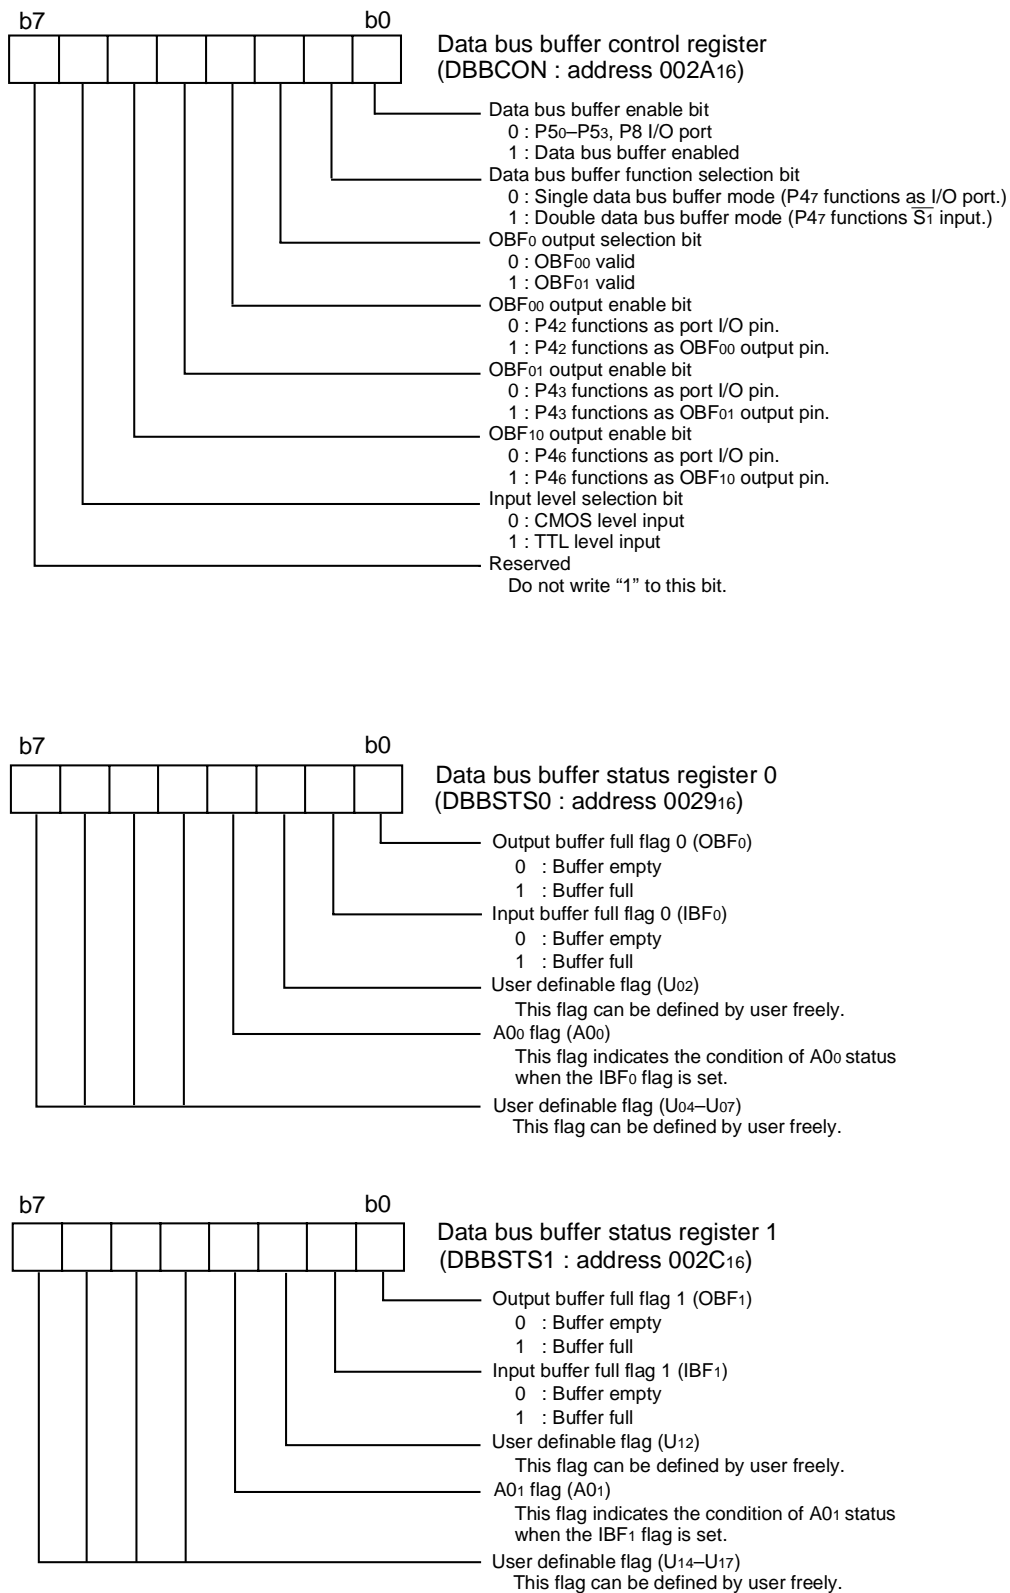 b7 b0
Data bus buffer control register
(DBBCON : address 002A16)
Data bus buffer enable bit
0 : P50–P53, P8 I/O port
1 : Data bus buffer enabled
Data bus buffer function selection bit
0 : Single data bus buffer mode (P47 functions as I/O port.)
1 : Double data bus buffer mode (P47 functions S̅1̅ input.)
OBF0 output selection bit
0 : OBF00 valid
1 : OBF01 valid
OBF00 output enable bit
0 : P42 functions as port I/O pin.
1 : P42 functions as OBF00 output pin.
OBF01 output enable bit
0 : P43 functions as port I/O pin.
1 : P43 functions as OBF01 output pin.
OBF10 output enable bit
0 : P46 functions as port I/O pin.
1 : P46 functions as OBF10 output pin.
Input level selection bit
0 : CMOS level input
1 : TTL level input
Reserved
Do not write “1” to this bit.
b7 b0
Data bus buffer status register 0
(DBBSTS0 : address 002916)
Output buffer full flag 0 (OBF0)
0 : Buffer empty
1 : Buffer full
Input buffer full flag 0 (IBF0)
0 : Buffer empty
1 : Buffer full
User definable flag (U02)
This flag can be defined by user freely.
A00 flag (A00)
This flag indicates the condition of A00 status
when the IBF0 flag is set.
User definable flag (U04–U07)
This flag can be defined by user freely.
b7 b0
Data bus buffer status register 1
(DBBSTS1 : address 002C16)
Output buffer full flag 1 (OBF1)
0 : Buffer empty
1 : Buffer full
Input buffer full flag 1 (IBF1)
0 : Buffer empty
1 : Buffer full
User definable flag (U12)
This flag can be defined by user freely.
A01 flag (A01)
This flag indicates the condition of A01 status
when the IBF1 flag is set.
User definable flag (U14–U17)
This flag can be defined by user freely.